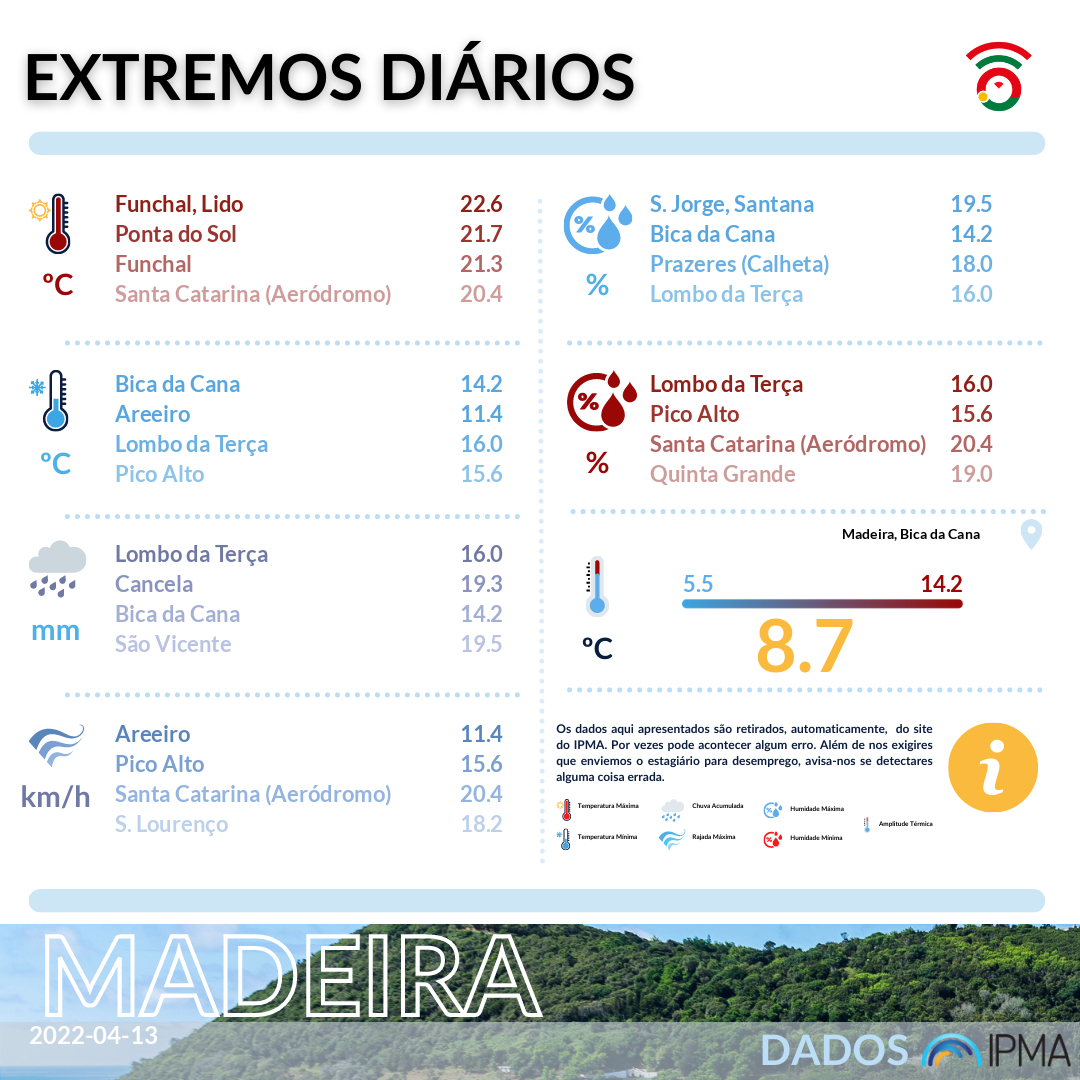 EXTREMOS DIÁRIOS
Funchal, Lido 22.6
Ponta do Sol 21.7
Funchal 21.3
Santa Catarina (Aeródromo) 20.4
ºC
Bica da Cana 14.2
Areeiro 11.4
Lombo da Terça 16.0
Pico Alto 15.6
ºC
Lombo da Terça 16.0
Cancela 19.3
Bica da Cana 14.2
São Vicente 19.5
mm
Areeiro 11.4
Pico Alto 15.6
Santa Catarina (Aeródromo) 20.4
S. Lourenço 18.2
km/h
%
S. Jorge, Santana 19.5
Bica da Cana 14.2
Prazeres (Calheta) 18.0
Lombo da Terça 16.0
%
%
Lombo da Terça 16.0
Pico Alto 15.6
Santa Catarina (Aeródromo) 20.4
Quinta Grande 19.0
%
Madeira, Bica da Cana
5.5 14.2
8.7
ºC
Os dados aqui apresentados são retirados, automaticamente, do site
do IPMA. Por vezes pode acontecer algum erro. Além de nos exigires
que enviemos o estagiário para desemprego, avisa-nos se detectares
alguma coisa errada.
i
Temperatura Máxima
Chuva Acumulada
Humidade Máxima
Amplitude Térmica
Temperatura Mínima
Rajada Máxima
Humidade Mínima
MADEIRA
2022-04-13
DADOS IPMA